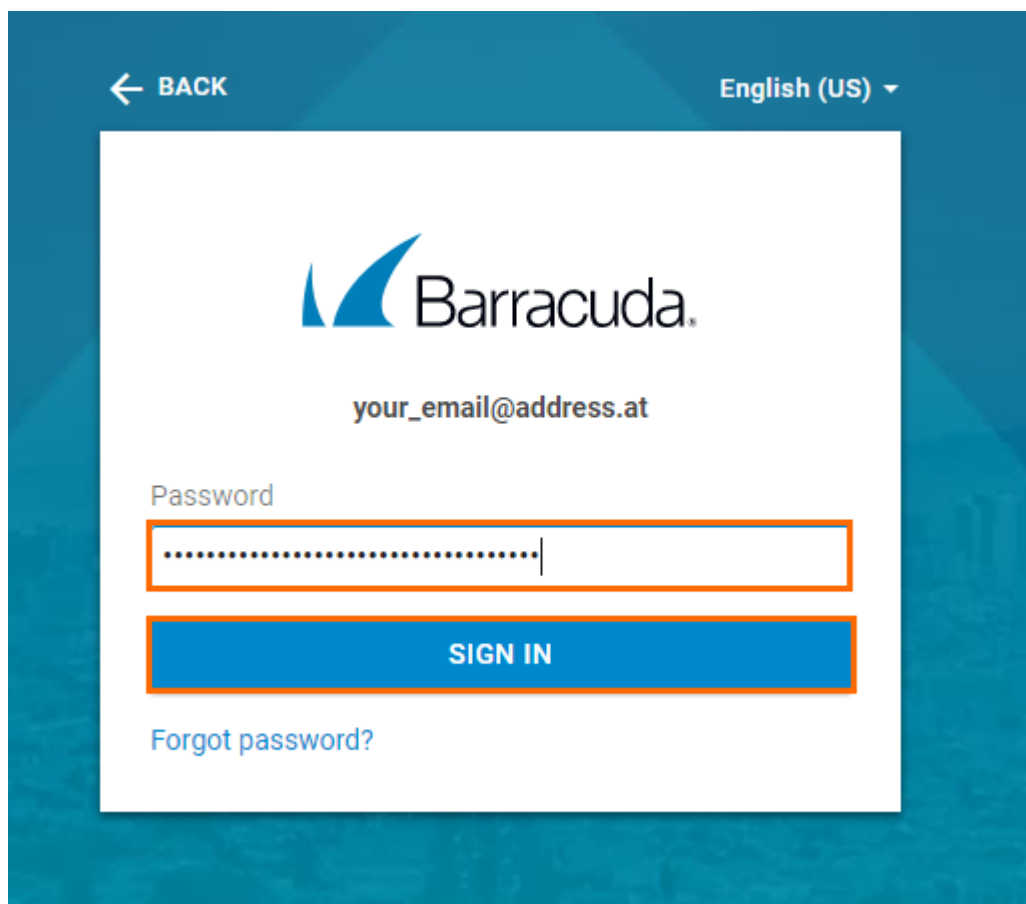 BACK
English (US)
Barracuda®
your_email@address.at
Password
•••••••••••••••••••••••••••••••••••
SIGN IN
Forgot password?